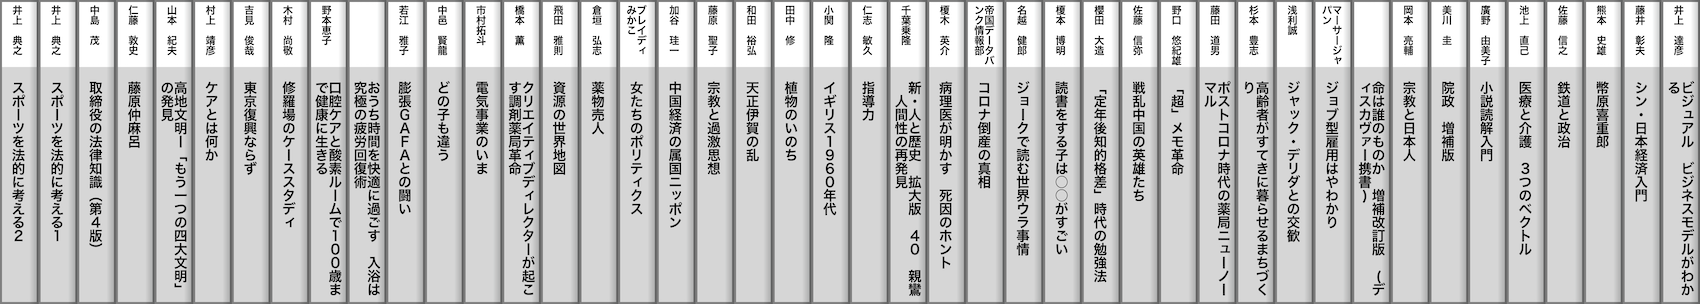 井上　達彦
ビジュアル　ビジネスモデルがわか
る
藤井　彰夫
シン・日本経済入門
熊本　史雄
幣原喜重郎
佐藤　信之
鉄道と政治
池上　直己
医療と介護　３つのベクトル
廣野　由美子
小説読解入門
美川　圭
院政　増補版
岡本　亮輔
宗教と日本人
命は誰のものか　増補改訂版　（デ
ィスカヴァー携書）
マーサージャ
パン
ジョブ型雇用はやわかり
浅利誠
ジャック・デリダとの交歓
杉本　豊志
高齢者がすてきに暮らせるまちづく
り
藤田　道男
ポストコロナ時代の薬局ニューノー
マル
野口　悠紀雄
「超」メモ革命
佐藤　信弥
戦乱中国の英雄たち
櫻田　大造
「定年後知的格差」時代の勉強法
榎本　博明
読書をする子は〇〇がすごい
名越　健郎
ジョークで読む世界ウラ事情
帝国データバ
ンク情報部
コロナ倒産の真相
榎木　英介
病理医が明かす　死因のホント
千葉乗隆
新・人と歴史　拡大版　４０　親鸞
人間性の再発見
仁志　敏久
指導力
小関　隆
イギリス１９６０年代
田中　修
植物のいのち
和田　裕弘
天正伊賀の乱
藤原　聖子
宗教と過激思想
加谷　珪一
中国経済の属国ニッポン
ブレイディ
みかこ
女たちのポリティクス
倉垣　弘志
薬物売人
飛田　雅則
資源の世界地図
橋本　薫
クリエイティブディレクターが起こ
す調剤薬局革命
市村拓斗
電気事業のいま
中邑　賢龍
どの子も違う
若江　雅子
膨張ＧＡＦＡとの闘い
おうち時間を快適に過ごす　入浴は
究極の疲労回復術
野本恵子
口腔ケアと酸素ルームで１００歳ま
で健康に生きる
木村　尚敬
修羅場のケーススタディ
吉見　俊哉
東京復興ならず
村上　靖彦
ケアとは何か
山本　紀夫
高地文明ー「もう一つの四大文明」
の発見
仁藤　敦史
藤原仲麻呂
中島　茂
取締役の法律知識（第４版）
井上　典之
スポーツを法的に考える１
井上　典之
スポーツを法的に考える２